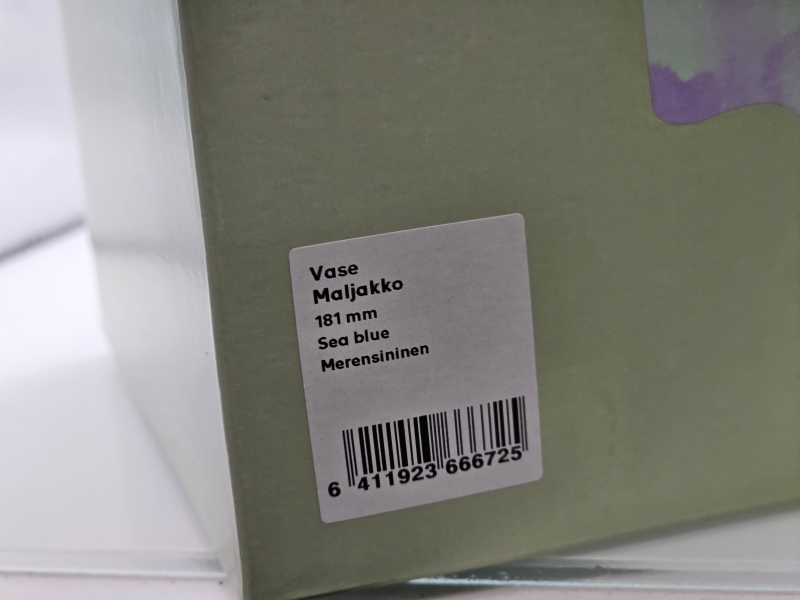 Vase
Maljakko
181 mm
Sea blue
Merensininen
6 411923 666725